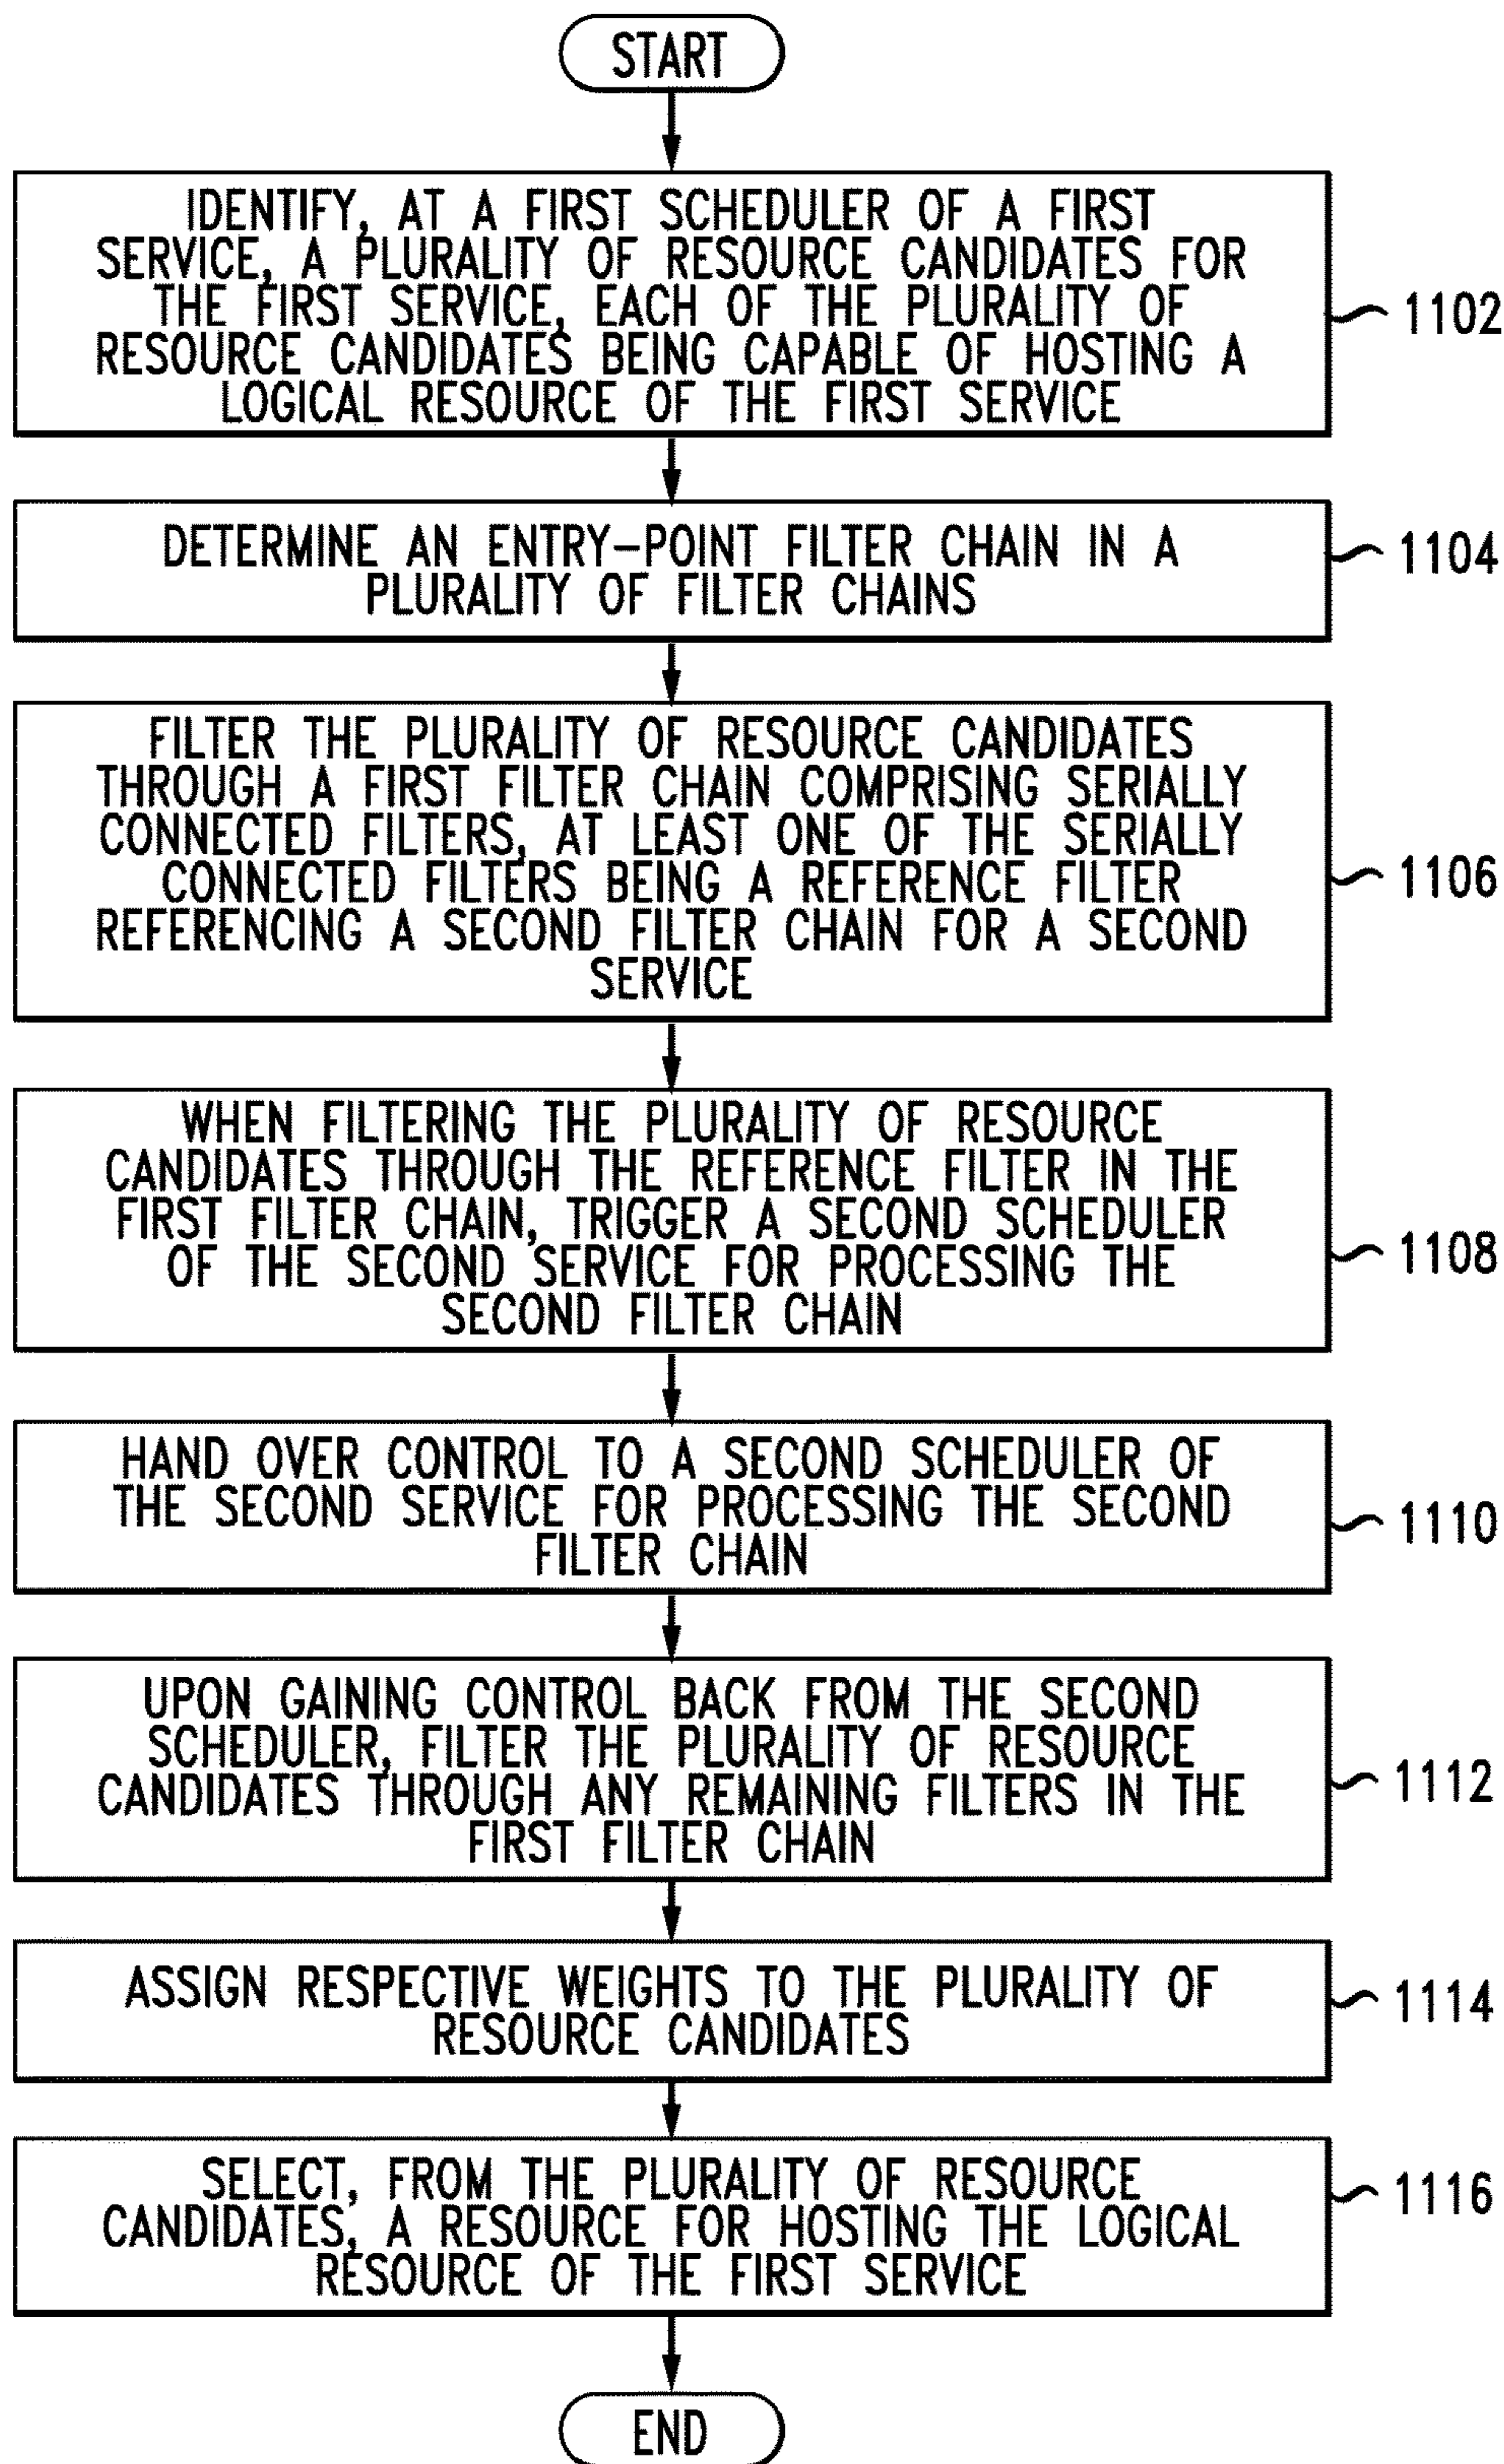 START
IDENTIFY, AT A FIRST SCHEDULER OF A FIRST
SERVICE, A PLURALITY OF RESOURCE CANDIDATES FOR
THE FIRST SERVICE, EACH OF THE PLURALITY OF
RESOURCE CANDIDATES BEING CAPABLE OF HOSTING A
LOGICAL RESOURCE OF THE FIRST SERVICE
1102
DETERMINE AN ENTRY-POINT FILTER CHAIN IN A
PLURALITY OF FILTER CHAINS
1104
FILTER THE PLURALITY OF RESOURCE CANDIDATES
THROUGH A FIRST FILTER CHAIN COMPRISING SERIALLY
CONNECTED FILTERS, AT LEAST ONE OF THE SERIALLY
CONNECTED FILTERS BEING A REFERENCE FILTER
REFERENCING A SECOND FILTER CHAIN FOR A SECOND
SERVICE
1106
WHEN FILTERING THE PLURALITY OF RESOURCE
CANDIDATES THROUGH THE REFERENCE FILTER IN THE
FIRST FILTER CHAIN, TRIGGER A SECOND SCHEDULER
OF THE SECOND SERVICE FOR PROCESSING THE
SECOND FILTER CHAIN
1108
HAND OVER CONTROL TO A SECOND SCHEDULER OF
THE SECOND SERVICE FOR PROCESSING THE SECOND
FILTER CHAIN
1110
UPON GAINING CONTROL BACK FROM THE SECOND
SCHEDULER, FILTER THE PLURALITY OF RESOURCE
CANDIDATES THROUGH ANY REMAINING FILTERS IN THE
FIRST FILTER CHAIN
1112
ASSIGN RESPECTIVE WEIGHTS TO THE PLURALITY OF
RESOURCE CANDIDATES
1114
SELECT, FROM THE PLURALITY OF RESOURCE
CANDIDATES, A RESOURCE FOR HOSTING THE LOGICAL
RESOURCE OF THE FIRST SERVICE
1116
END